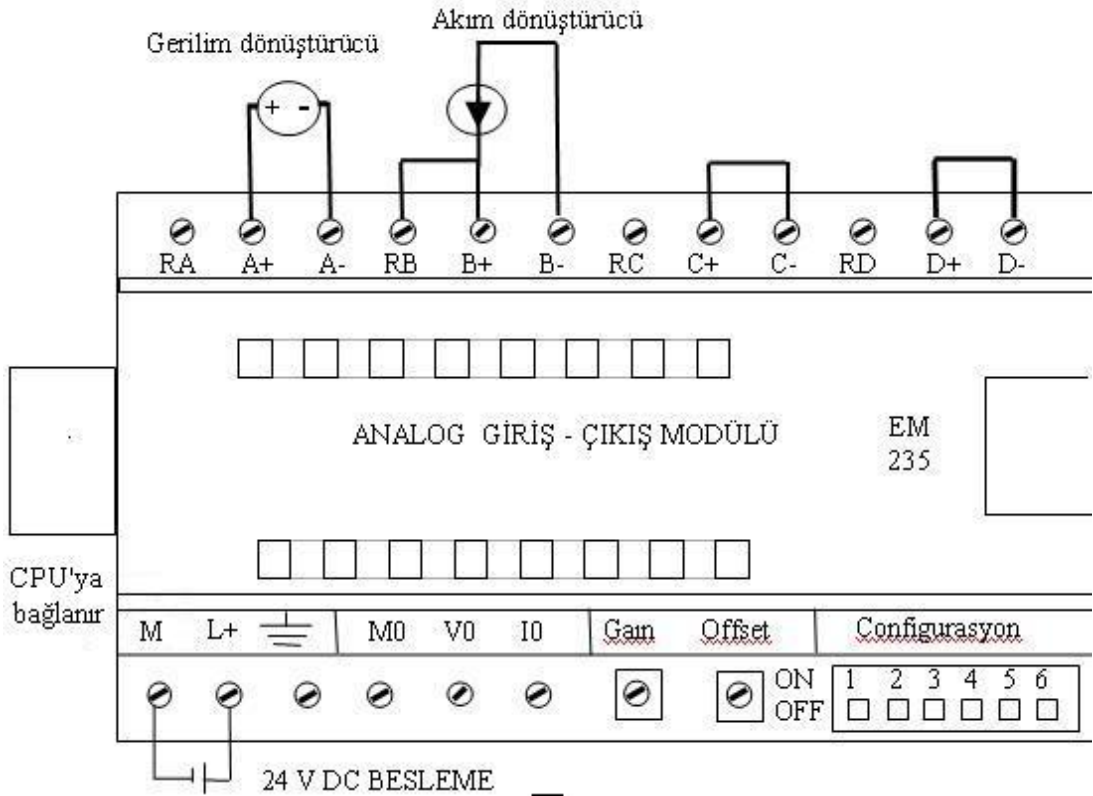 Akım dönüştürücü
Gerilim dönüştürücü
+ -
RA A+ A- RB B+ B- RC C+ C- RD D+ D-
ANALOG GİRİŞ - ÇIKIŞ MODÜLÜ
EM
235
CPU'ya
bağlanır
M L+ M0 V0 I0 Gaın Offset Configurasyon
ON 1 2 3 4 5 6
OFF
24 V DC BESLEME